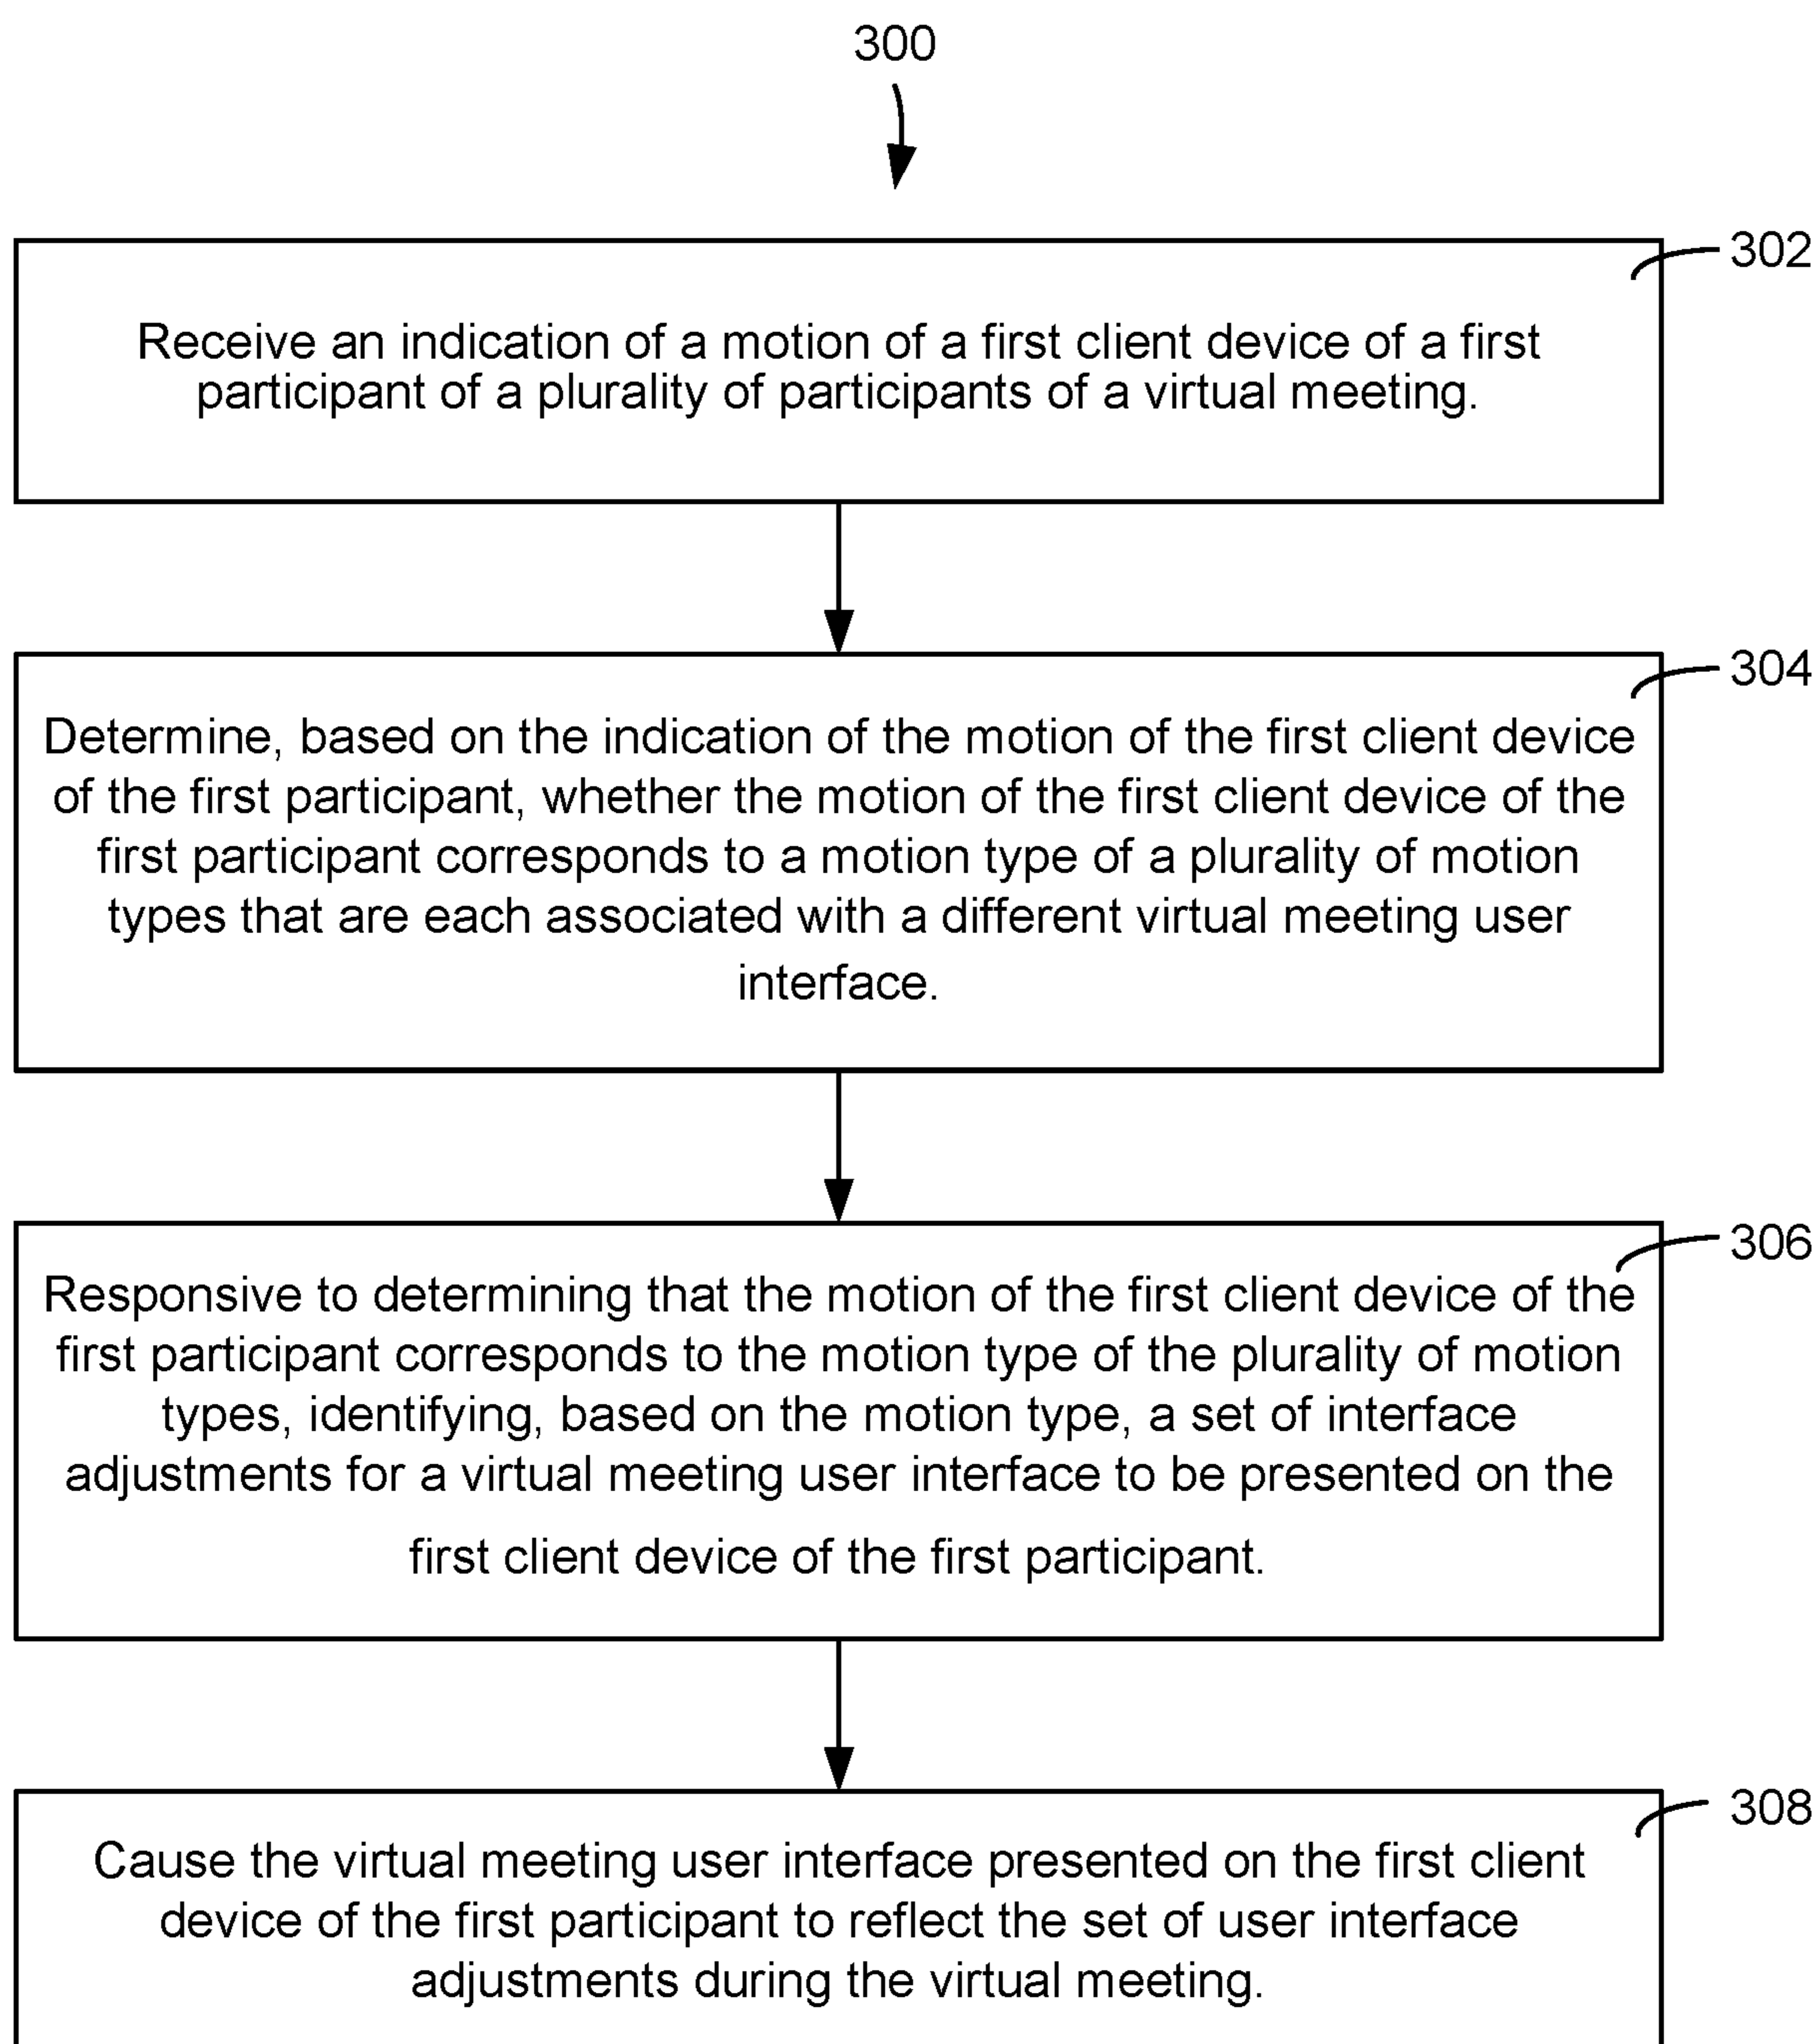 300
302
Receive an indication of a motion of a first client device of a first
participant of a plurality of participants of a virtual meeting.
304
Determine, based on the indication of the motion of the first client device
of the first participant, whether the motion of the first client device of the
first participant corresponds to a motion type of a plurality of motion
types that are each associated with a different virtual meeting user
interface.
306
Responsive to determining that the motion of the first client device of the
first participant corresponds to the motion type of the plurality of motion
types, identifying, based on the motion type, a set of interface
adjustments for a virtual meeting user interface to be presented on the
first client device of the first participant.
308
Cause the virtual meeting user interface presented on the first client
device of the first participant to reflect the set of user interface
adjustments during the virtual meeting.